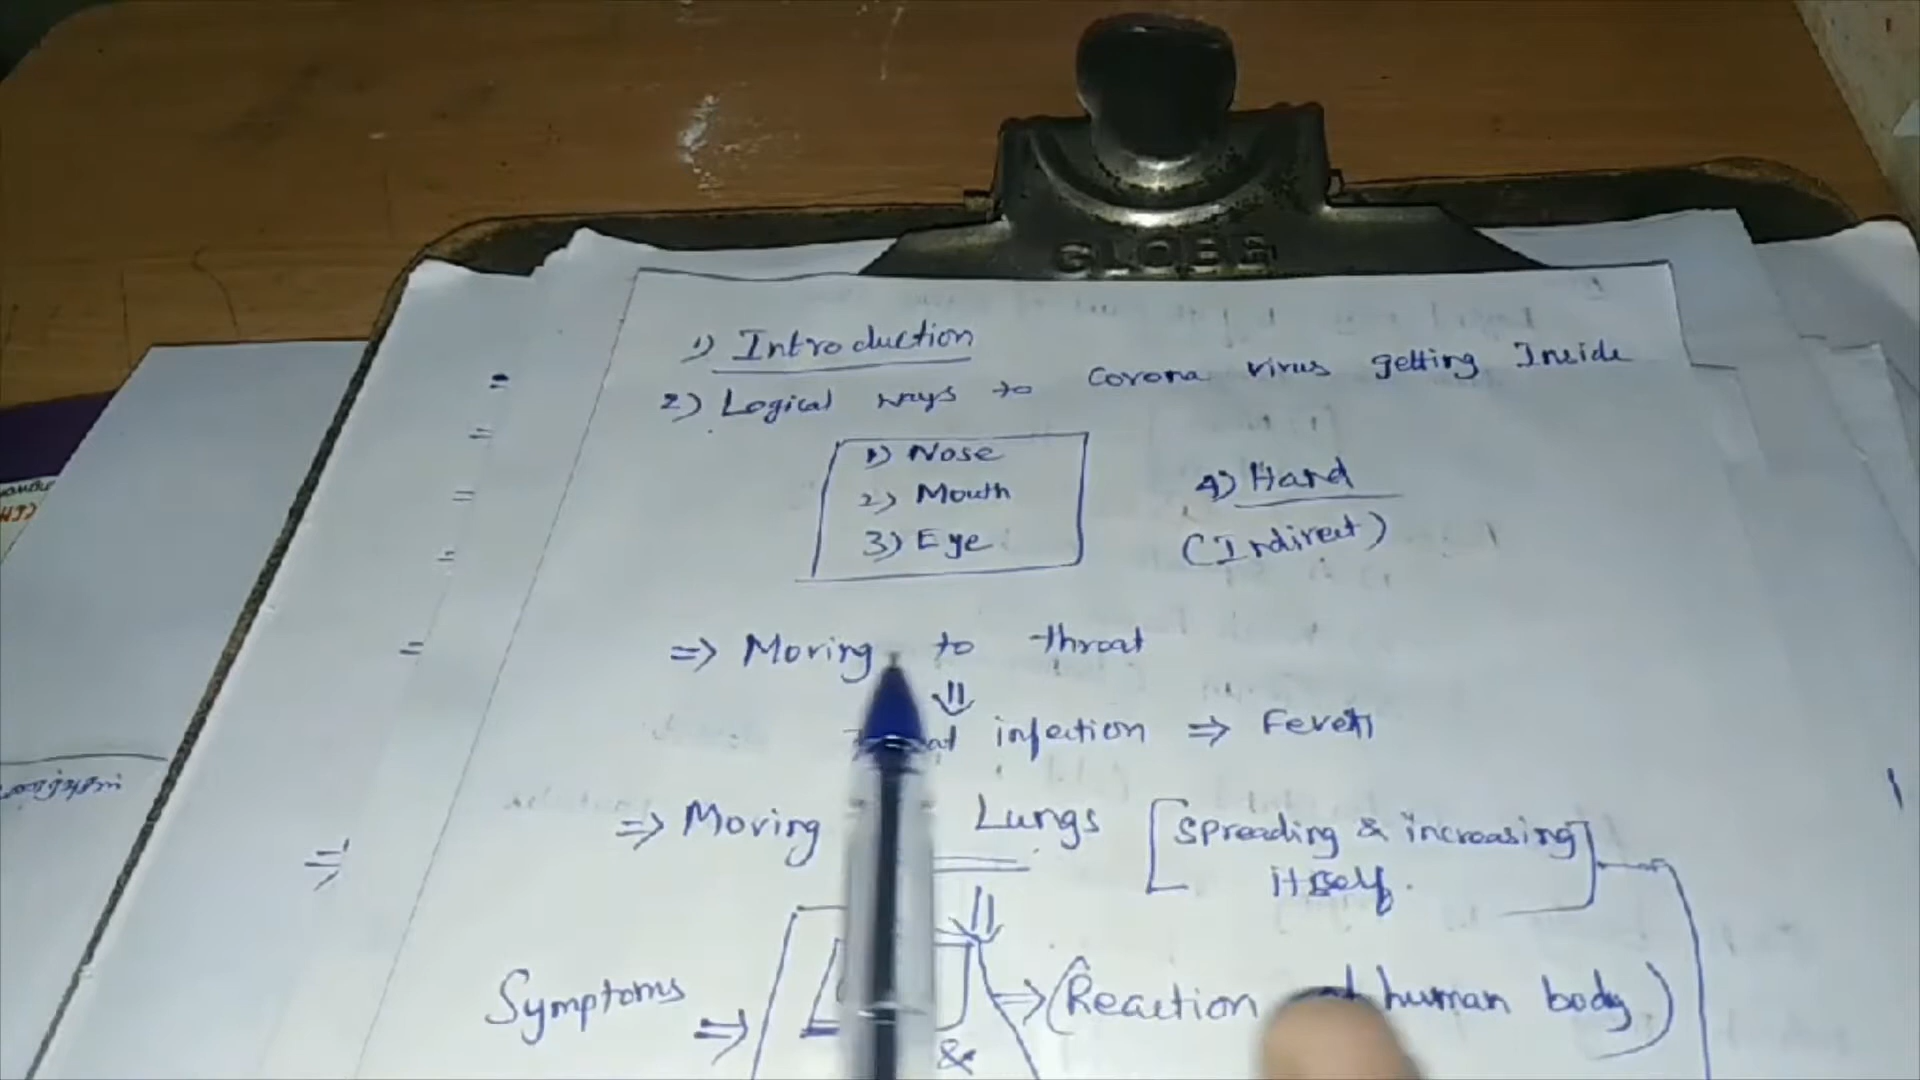 GLOBE
1) Introduction
2) Logical ways to Corona virus getting Inside
1) Nose
2) Mouth
3) Eye
4) Hand
(Indirect)
=> Moving to throat
infection => Fever
=> Moving Lungs [Spreading & increasing
itself.]
Symptoms => => (Reaction human body)
&